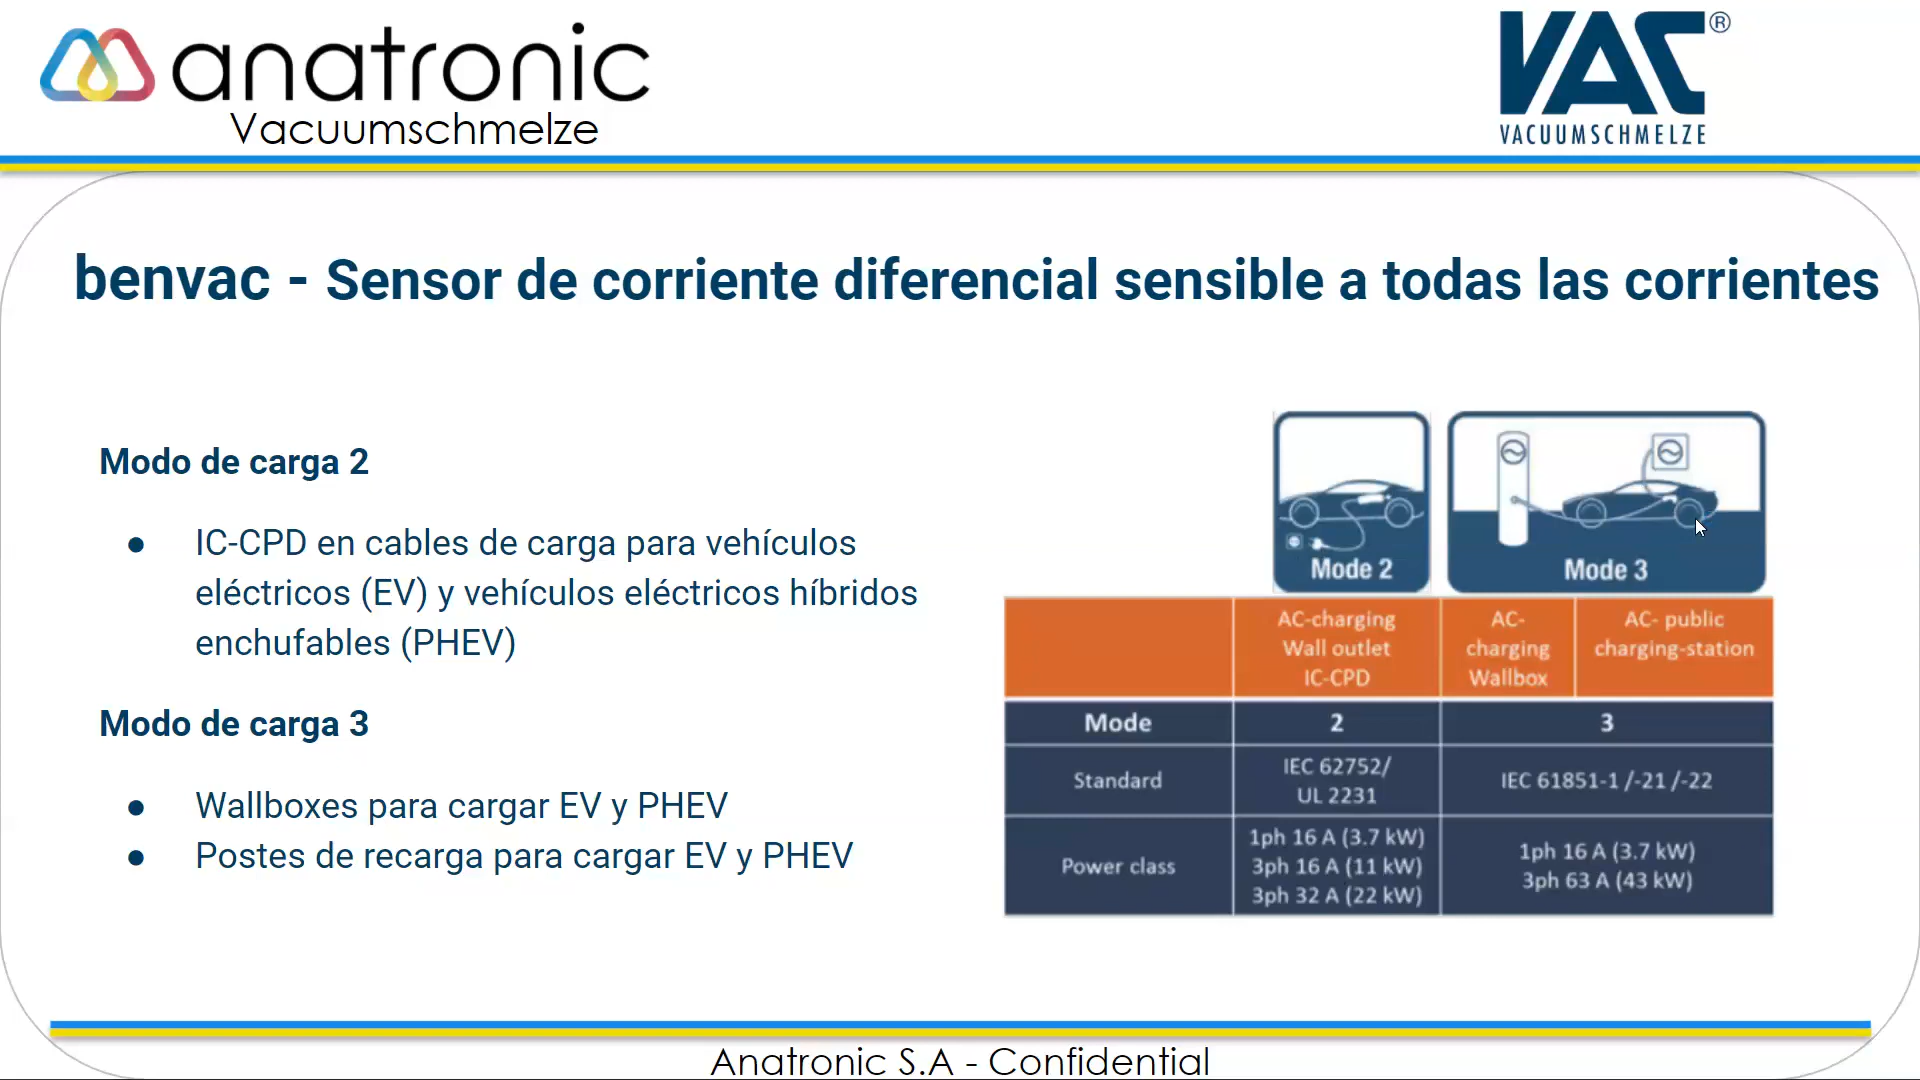 anatronic
Vacuumschmelze
VAC®
VACUUMSCHMELZE
benvac - Sensor de corriente diferencial sensible a todas las corrientes
Modo de carga 2
● IC-CPD en cables de carga para vehículos
eléctricos (EV) y vehículos eléctricos híbridos
enchufables (PHEV)
Modo de carga 3
● Wallboxes para cargar EV y PHEV
● Postes de recarga para cargar EV y PHEV
Mode 2
Mode 3
AC-charging
Wall outlet
IC-CPD
AC-
charging
Wallbox
AC- public
charging-station
Mode
2
3
Standard
IEC 62752/
UL 2231
IEC 61851-1 /-21 /-22
Power class
1ph 16 A (3.7 kW)
3ph 16 A (11 kW)
3ph 32 A (22 kW)
1ph 16 A (3.7 kW)
3ph 63 A (43 kW)
Anatronic S.A - Confidential